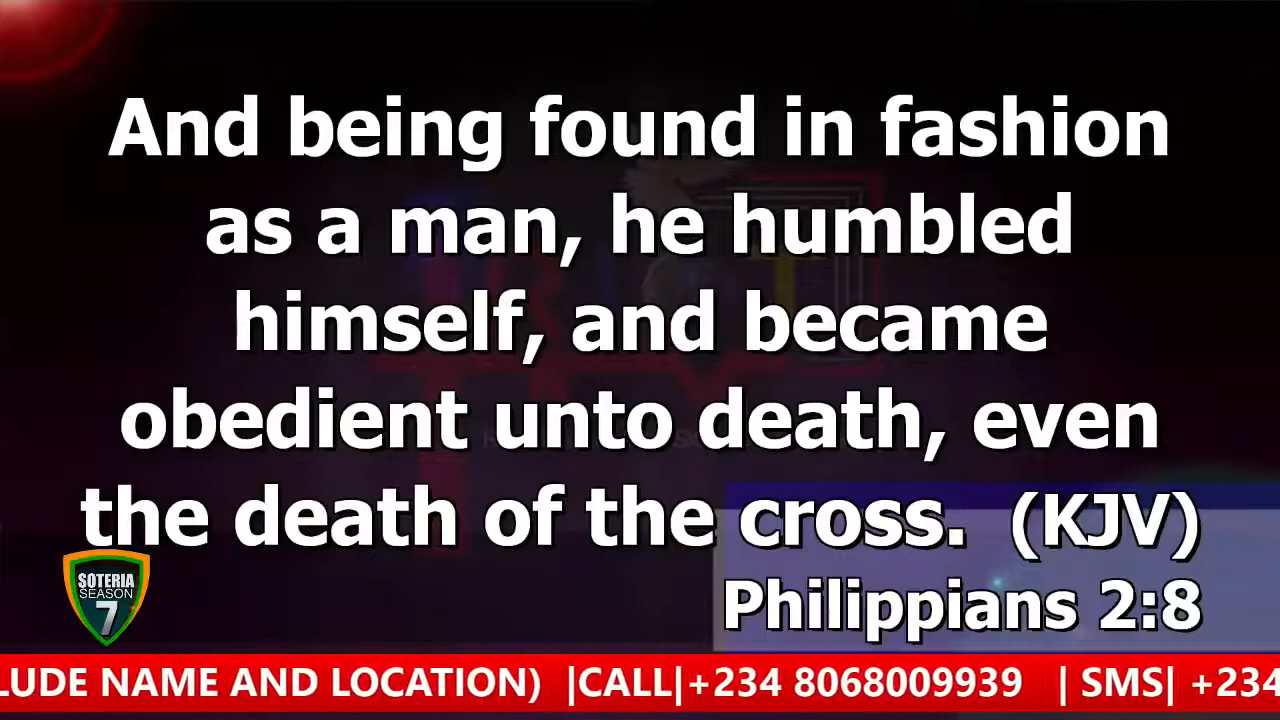 And being found in fashion
as a man, he humbled
himself, and became
obedient unto death, even
the death of the cross. (KJV)
Philippians 2:8
SOTERIA
SEASON
7
LUDE NAME AND LOCATION) |CALL|+234 8068009939 | SMS| +234